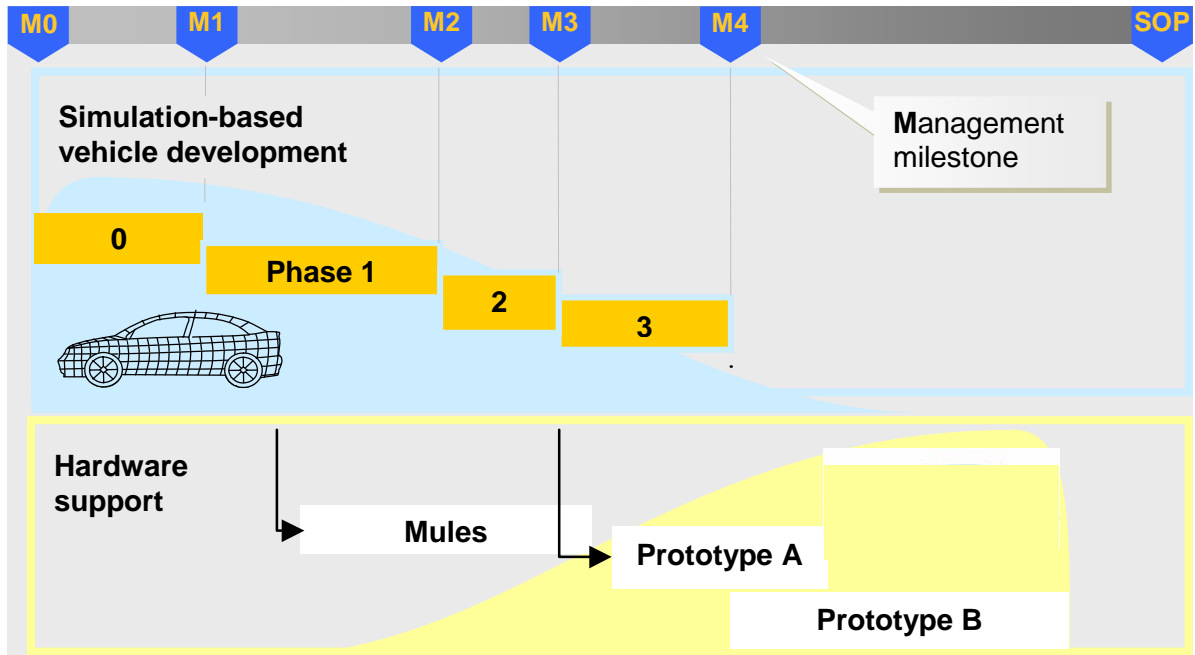 M0 M1 M2 M3 M4 SOP
Simulation-based
vehicle development
Management
milestone
0
Phase 1
2
3
Hardware
support
Mules
Prototype A
Prototype B